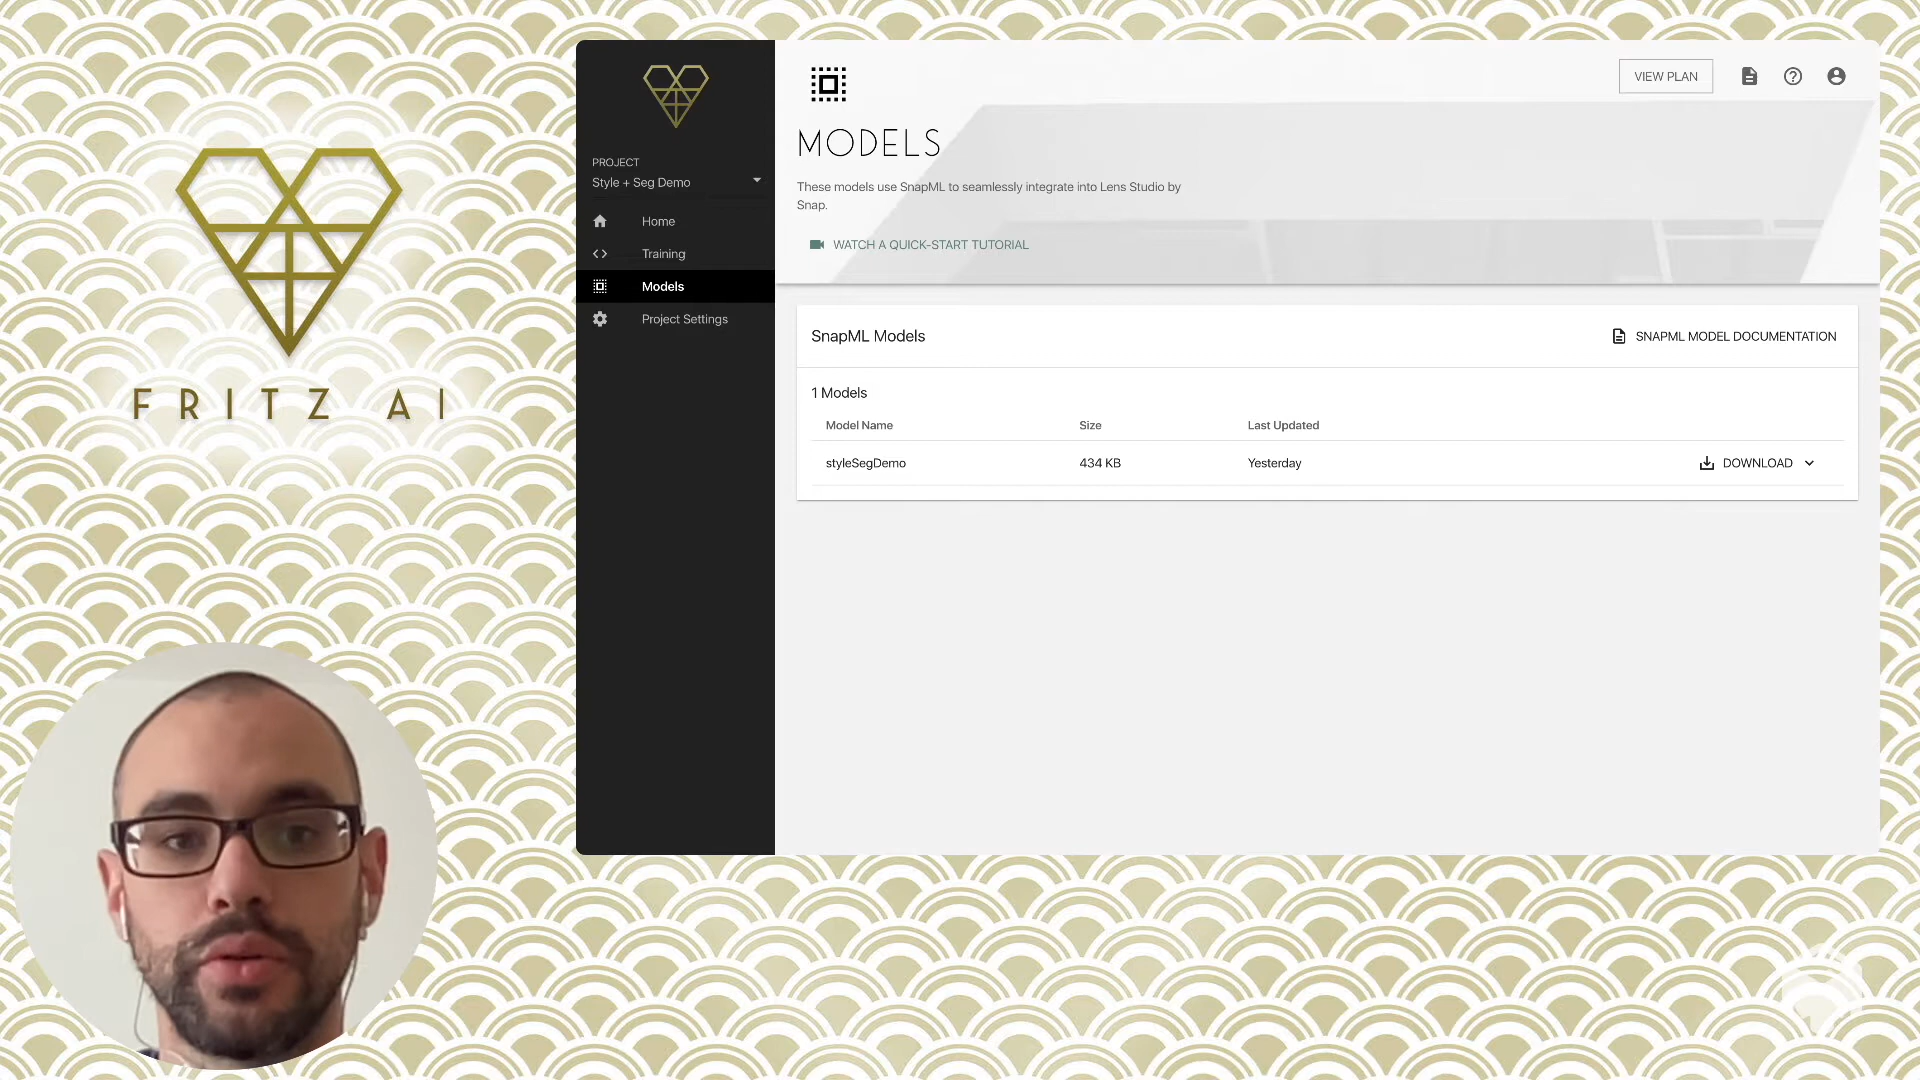 FRITZ AI
PROJECT
Style + Seg Demo
Home
Training
Models
Project Settings
VIEW PLAN
MODELS
These models use SnapML to seamlessly integrate into Lens Studio by
Snap.
WATCH A QUICK-START TUTORIAL
SnapML Models
SNAPML MODEL DOCUMENTATION
1 Models
Model Name Size Last Updated
styleSegDemo 434 KB Yesterday DOWNLOAD